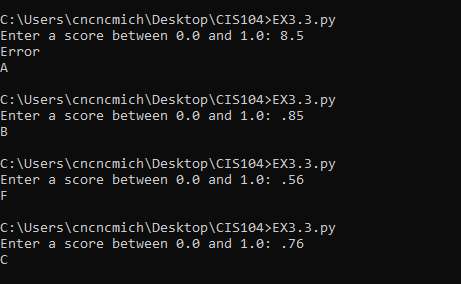 C:\Users\cncncmich\Desktop\CIS104>EX3.3.py
Enter a score between 0.0 and 1.0: 8.5
Error
A
C:\Users\cncncmich\Desktop\CIS104>EX3.3.py
Enter a score between 0.0 and 1.0: .85
B
C:\Users\cncncmich\Desktop\CIS104>EX3.3.py
Enter a score between 0.0 and 1.0: .56
F
C:\Users\cncncmich\Desktop\CIS104>EX3.3.py
Enter a score between 0.0 and 1.0: .76
C